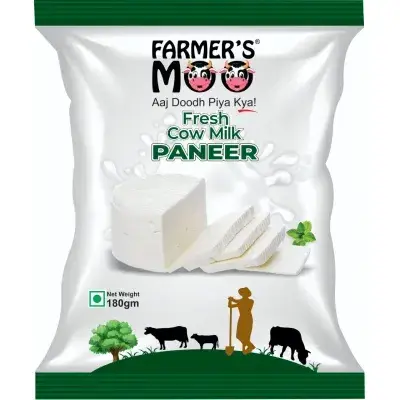 FARMER'S®
MOO
Aaj Doodh Piya Kya!
Fresh
Cow Milk
PANEER
Net Weight
180gm